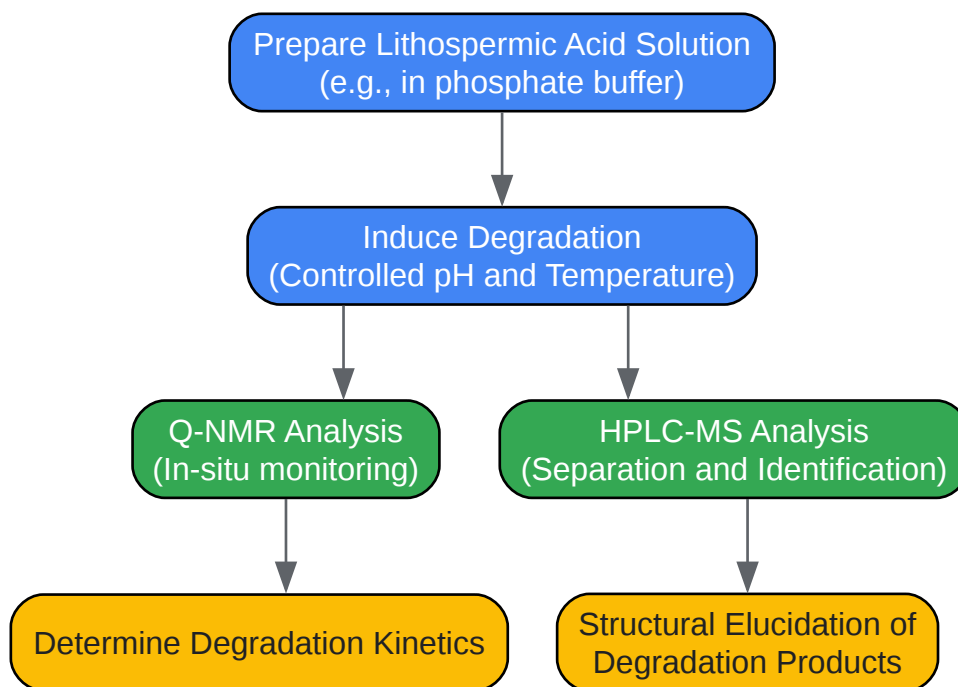 Prepare Lithospermic Acid Solution
(e.g., in phosphate buffer)
Induce Degradation
(Controlled pH and Temperature)
Q-NMR Analysis
(In-situ monitoring)
HPLC-MS Analysis
(Separation and Identification)
Determine Degradation Kinetics
Structural Elucidation of
Degradation Products